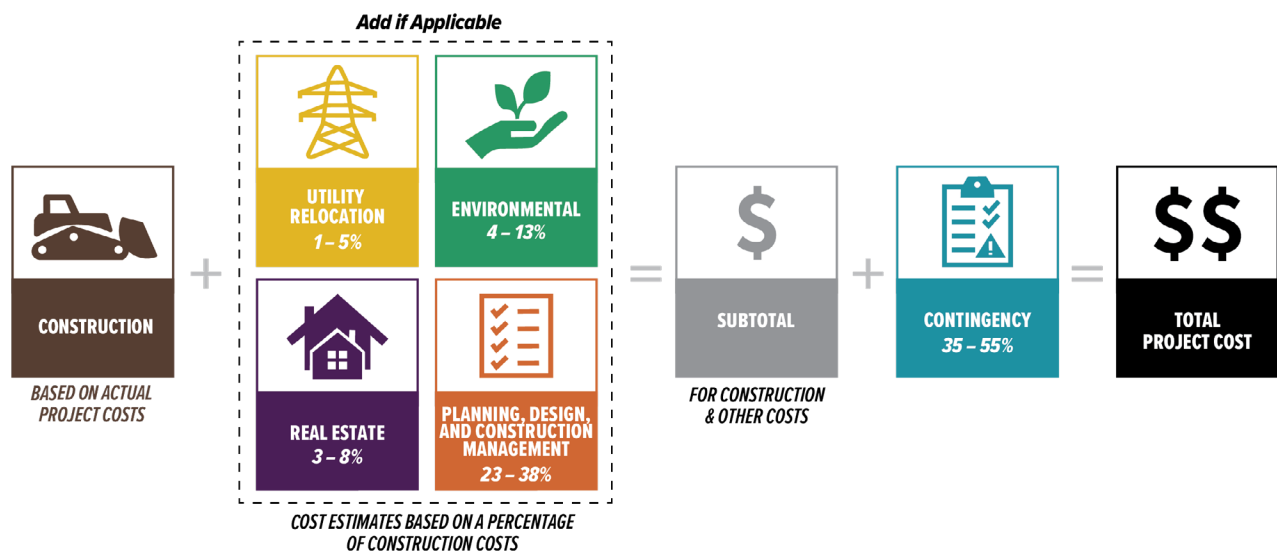 Add if Applicable
CONSTRUCTION
BASED ON ACTUAL
PROJECT COSTS
+
UTILITY
RELOCATION
1 – 5%
ENVIRONMENTAL
4 – 13%
REAL ESTATE
3 – 8%
PLANNING, DESIGN,
AND CONSTRUCTION
MANAGEMENT
23 – 38%
COST ESTIMATES BASED ON A PERCENTAGE
OF CONSTRUCTION COSTS
=
$
SUBTOTAL
FOR CONSTRUCTION
& OTHER COSTS
+
CONTINGENCY
35 – 55%
=
$$
TOTAL
PROJECT COST